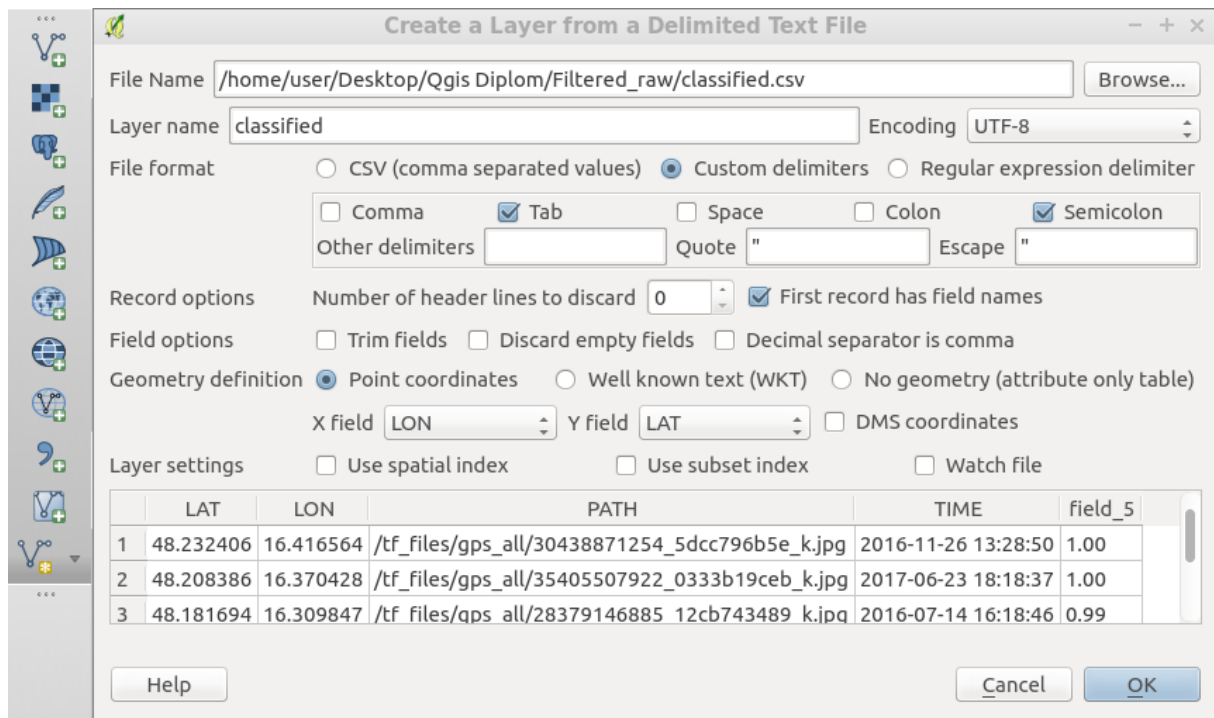 Create a Layer from a Delimited Text File
File Name /home/user/Desktop/Qgis Diplom/Filtered_raw/classified.csv Browse...
Layer name classified Encoding UTF-8
File format CSV (comma separated values) Custom delimiters Regular expression delimiter
Comma Tab Space Colon Semicolon
Other delimiters Quote " Escape "
Record options Number of header lines to discard 0 First record has field names
Field options Trim fields Discard empty fields Decimal separator is comma
Geometry definition Point coordinates Well known text (WKT) No geometry (attribute only table)
X field LON Y field LAT DMS coordinates
Layer settings Use spatial index Use subset index Watch file
LAT LON PATH TIME field_5
1 48.232406 16.416564 /tf_files/gps_all/30438871254_5dcc796b5e_k.jpg 2016-11-26 13:28:50 1.00
2 48.208386 16.370428 /tf_files/gps_all/35405507922_0333b19ceb_k.jpg 2017-06-23 18:18:37 1.00
3 48.181694 16.309847 /tf_files/gps_all/28379146885_12cb743489_k.jpg 2016-07-14 16:18:46 0.99
Help Cancel OK